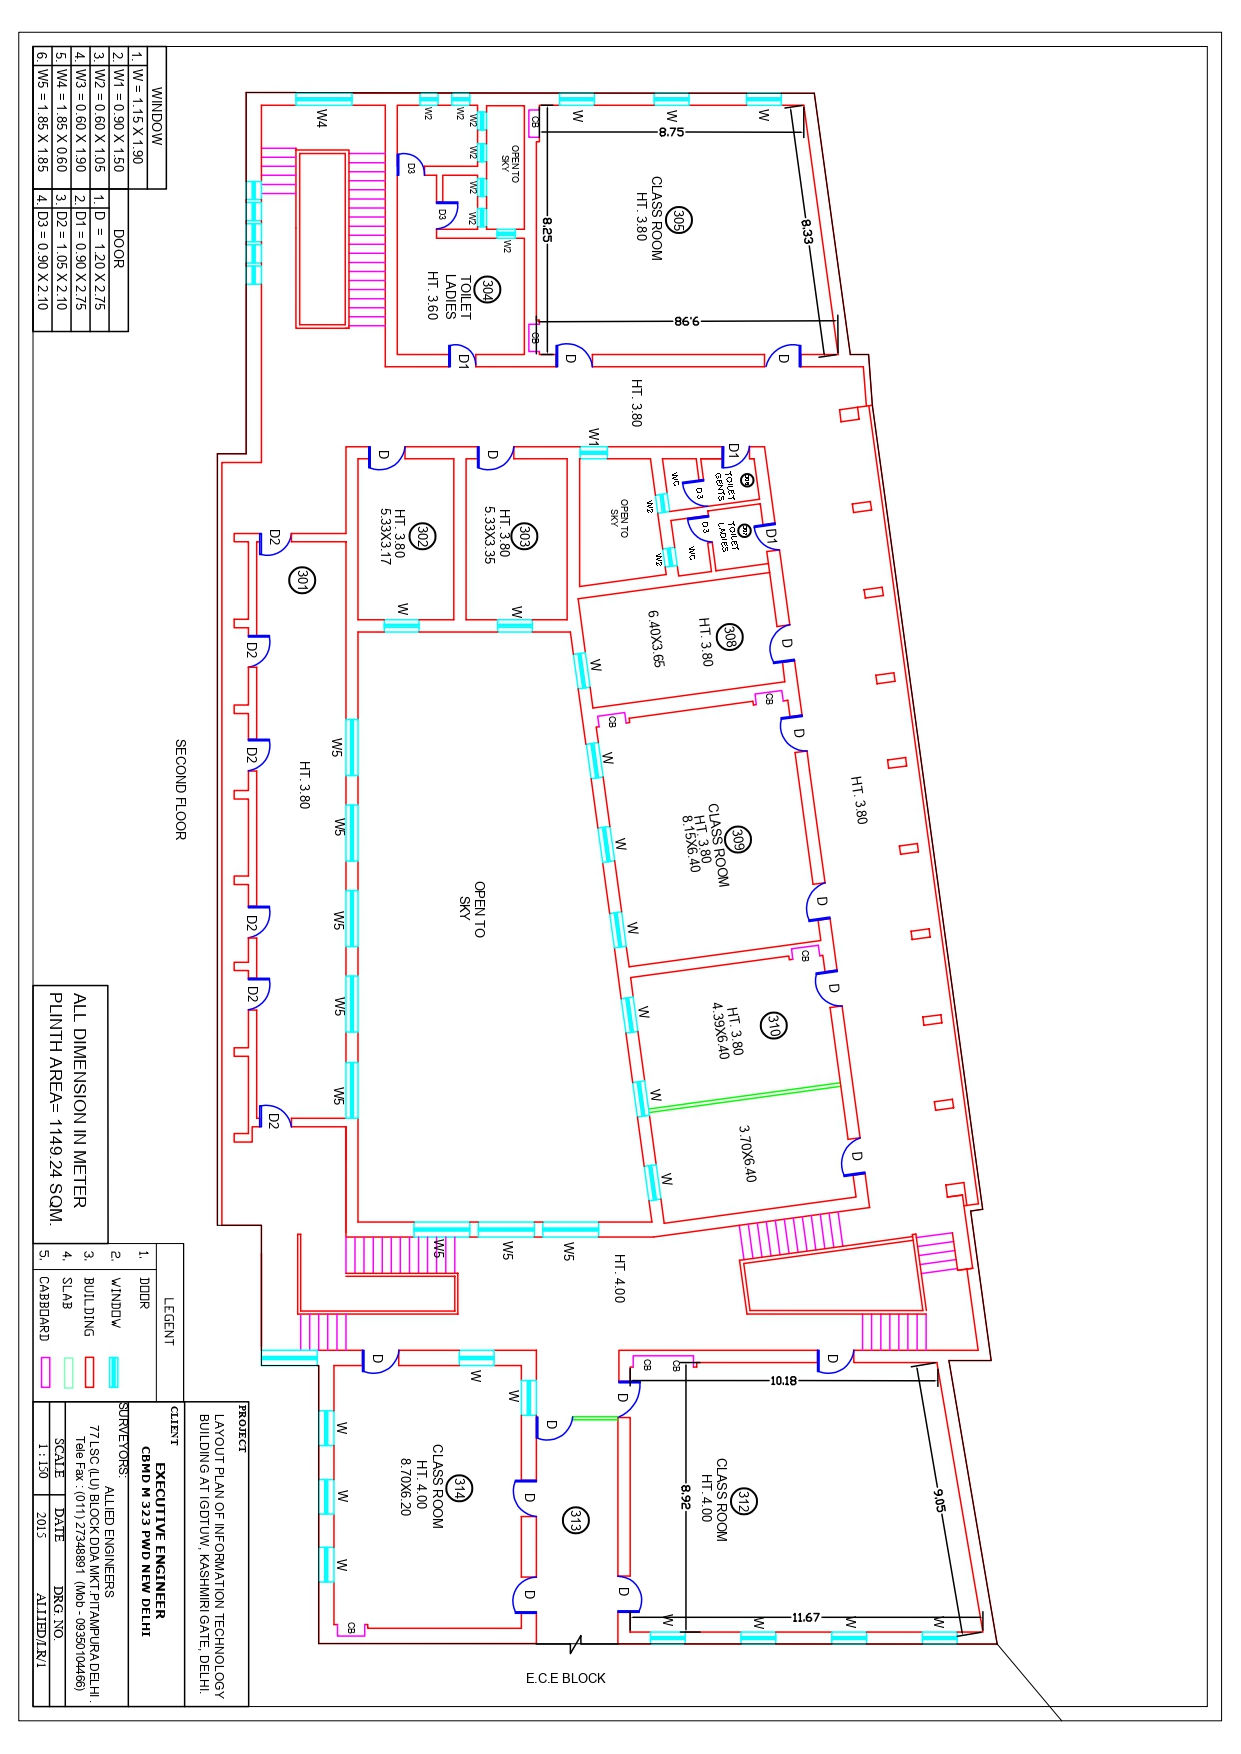 HT. 3.80
W
9.05
W
8.33
D
D
D
D
CB
D
D
D1
CB
310
HT. 3.80
4.39X6.40
3.70X6.40
10.18
11.67
W
W
312
CLASS ROOM
HT. 4.00
8.92
CB
CB
W
D
D
W
W
W
8.75
9.98
305
CLASS ROOM
HT. 3.80
8.25
D
D
CB
CB
HT. 3.80
D1
306
TOILET
GENTS
307
TOILET
LADIES
D3
D3
WC
WC
W2
W2
308
HT. 3.80
6.40X3.65
309
CLASS ROOM
HT. 3.80
8.15X6.40
OPEN TO
SKY
W1
CB
W
W
W
W
W
W
W
HT. 4.00
W5
W5
W5
313
D
D
D
E.C.E BLOCK
OPEN TO
SKY
W2
W2
W2
W2
W2
W2
W2
304
TOILET
LADIES
HT. 3.60
D1
D3
D3
303
HT. 3.80
5.33X3.35
W
D
302
HT. 3.80
5.33X3.17
W
D
OPEN TO
SKY
W
W
314
CLASS ROOM
HT. 4.00
8.70X6.20
D
CB
W
W
W
W4
W5
W5
W5
W5
W5
301
HT. 3.80
D2
D2
D2
D2
D2
D2
SECOND FLOOR
WINDOW
1. W = 1.15 X 1.90
2. W1 = 0.90 X 1.50
3. W2 = 0.60 X 1.05
4. W3 = 0.60 X 1.90
5. W4 = 1.85 X 0.60
6. W5 = 1.85 X 1.85
DOOR
1. D = 1.20 X 2.75
2. D1 = 0.90 X 2.75
3. D2 = 1.05 X 2.10
4. D3 = 0.90 X 2.10
ALL DIMENSION IN METER
PLINTH AREA= 1149.24 SQM.
LEGENT
1. DOOR
2. WINDOW
3. BUILDING
4. SLAB
5. CABBOARD
PROJECT
LAYOUT PLAN OF INFORMATION TECHNOLOGY
BUILDING AT IGDTUW, KASHMIRI GATE, DELHI.
CLIENT
EXECUTIVE ENGINEER
CBMD M 323 PWD NEW DELHI
SURVEYORS:
ALLIED ENGINEERS
77 LSC (LU) BLOCK DDA MKT.PITAMPURA DELHI .
Tele Fax : (011) 27348891 (Mob - 09350104466)
SCALE DATE DRG. NO.
1 : 150 2015 ALLIED/LR/1